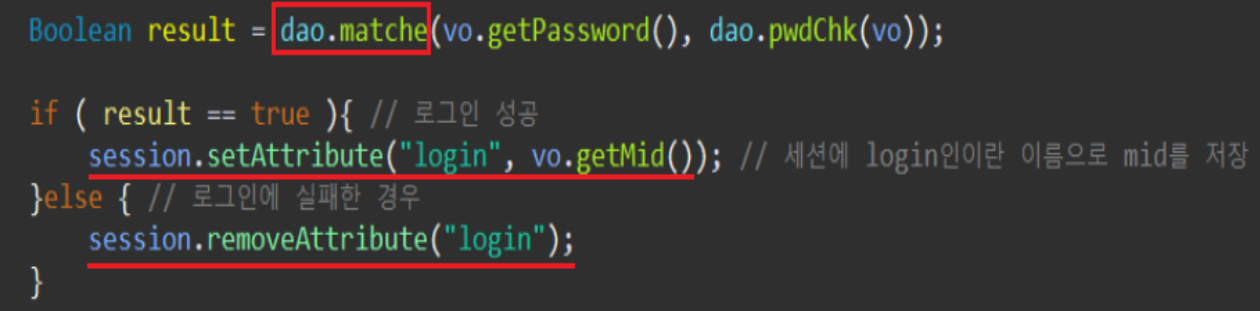 Boolean result = dao.matche(vo.getPassword(), dao.pwdChk(vo));
if ( result == true ){ // 로그인 성공
session.setAttribute("login", vo.getMid()); // 세션에 login인이란 이름으로 mid를 저장
}else { // 로그인에 실패한 경우
session.removeAttribute("login");
}